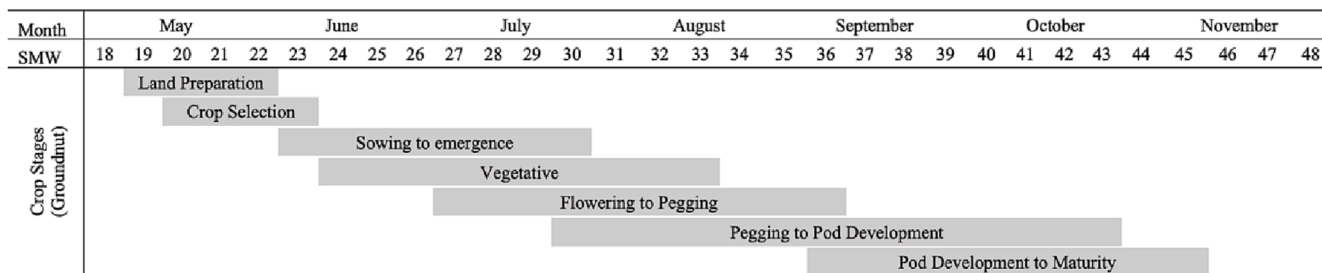 Month May June July August September October November
SMW 18 19 20 21 22 23 24 25 26 27 28 29 30 31 32 33 34 35 36 37 38 39 40 41 42 43 44 45 46 47 48
Crop Stages
(Groundnut)
Land Preparation
Crop Selection
Sowing to emergence
Vegetative
Flowering to Pegging
Pegging to Pod Development
Pod Development to Maturity